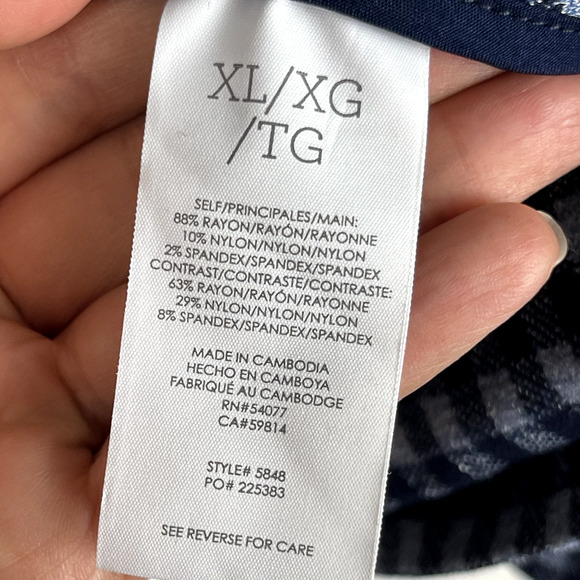 XL/XG
/TG
SELF/PRINCIPALES/MAIN:
88% RAYON/RAYÓN/RAYONNE
10% NYLON/NYLON/NYLON
2% SPANDEX/SPANDEX/SPANDEX
CONTRAST/CONTRASTE/CONTRASTE:
63% RAYON/RAYÓN/RAYONNE
29% NYLON/NYLON/NYLON
8% SPANDEX/SPANDEX/SPANDEX
MADE IN CAMBODIA
HECHO EN CAMBOYA
FABRIQUÉ AU CAMBODGE
RN#54077
CA#59814
STYLE# 5848
PO# 225383
SEE REVERSE FOR CARE